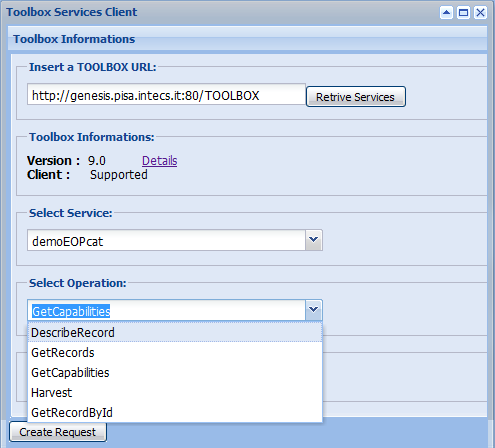 Toolbox Services Client
Toolbox Informations
Insert a TOOLBOX URL:
http://genesis.pisa.intecs.it:80/TOOLBOX Retrive Services
Toolbox Informations:
Version : 9.0 Details
Client : Supported
Select Service:
demoEOPcat
Select Operation:
GetCapabilities
DescribeRecord
GetRecords
GetCapabilities
Harvest
GetRecordById
Create Request